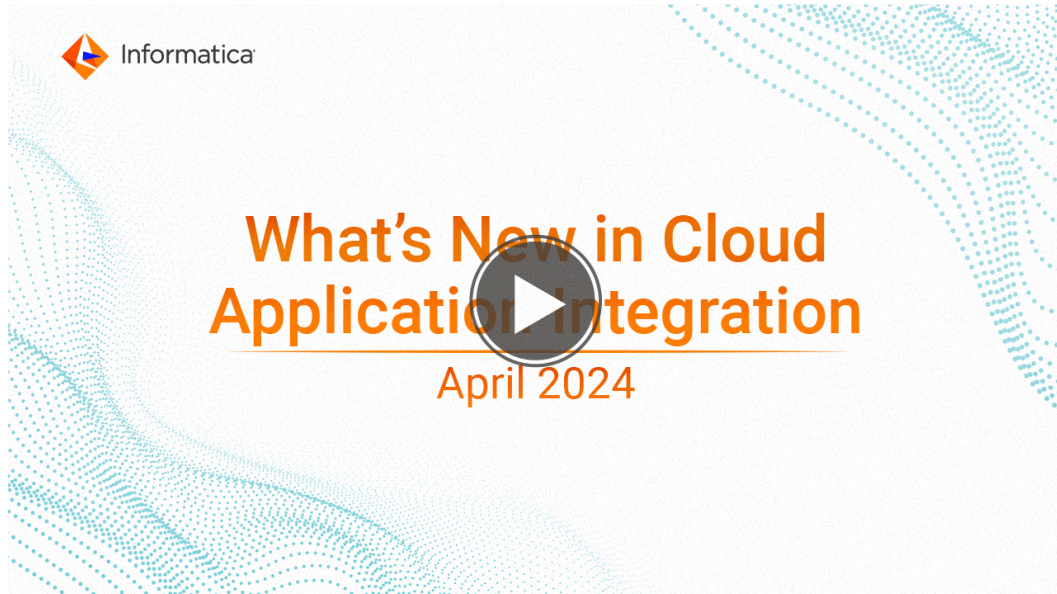 Informatica
What's New in Cloud
Application Integration
April 2024